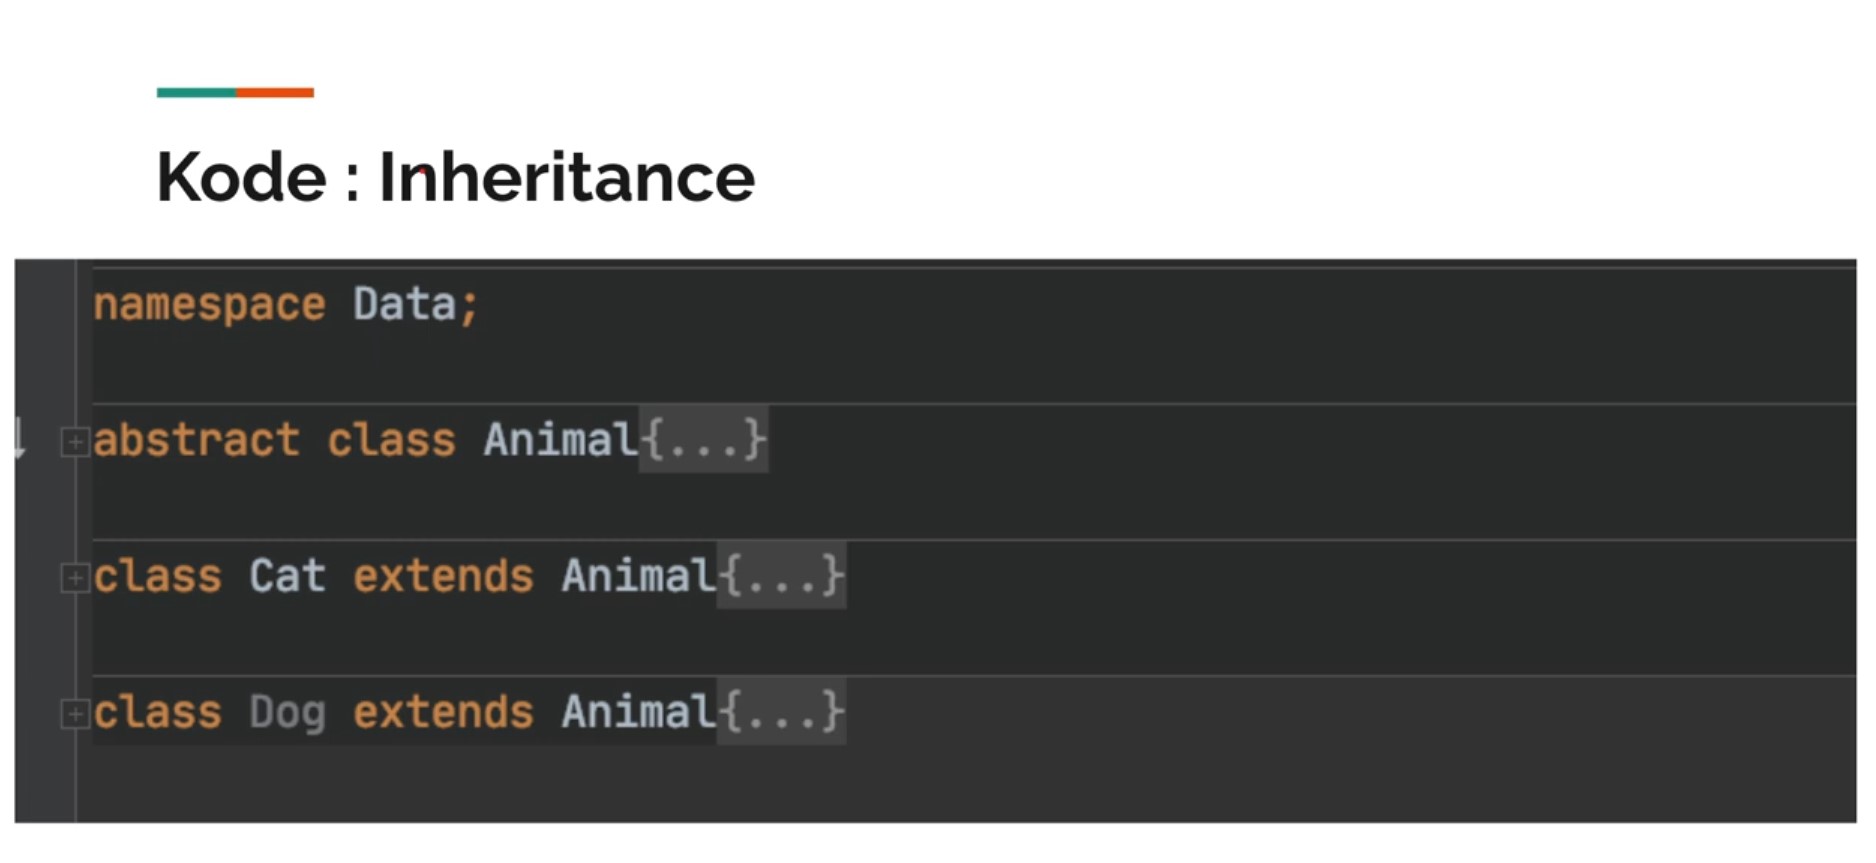 Kode : Inheritance
namespace Data;
abstract class Animal{...}
class Cat extends Animal{...}
class Dog extends Animal{...}